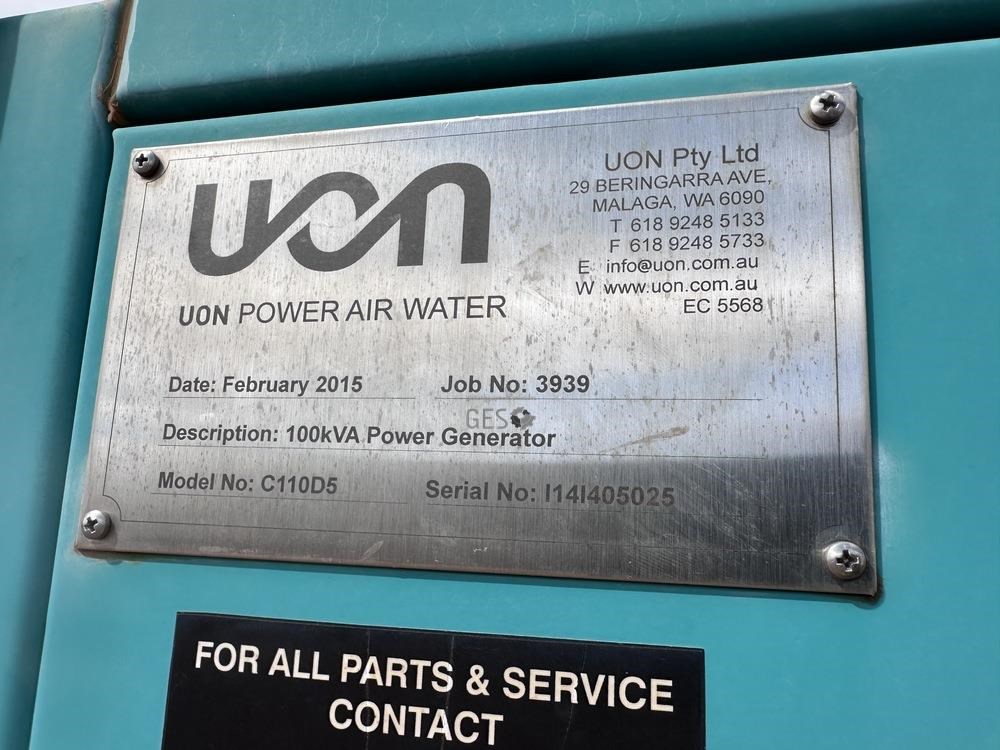 uon
UON POWER AIR WATER
UON Pty Ltd
29 BERINGARRA AVE,
MALAGA, WA 6090
T 618 9248 5133
F 618 9248 5733
E info@uon.com.au
W www.uon.com.au
EC 5568
Date: February 2015 Job No: 3939
GES
Description: 100kVA Power Generator
Model No: C110D5 Serial No: I14I405025
FOR ALL PARTS & SERVICE
CONTACT